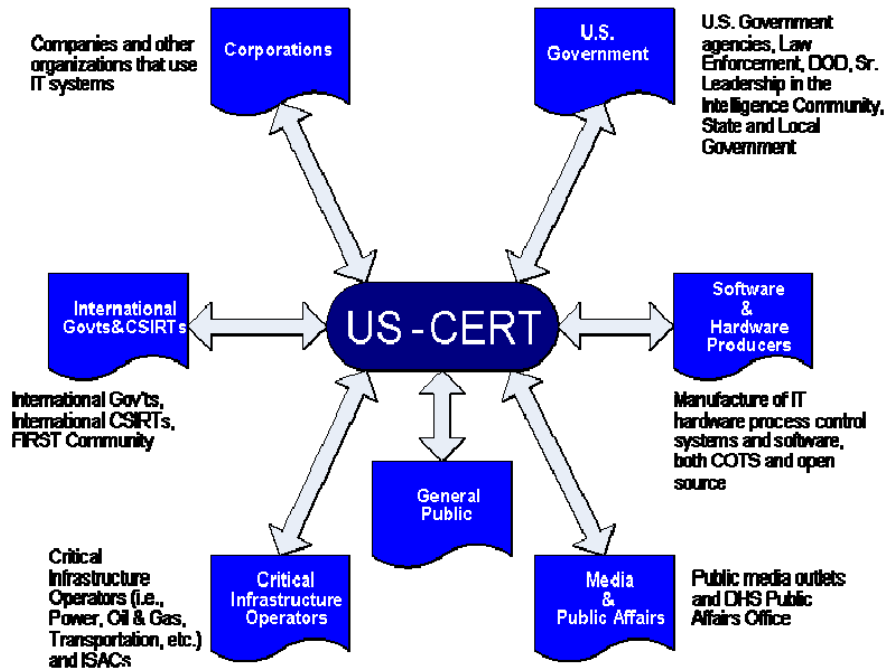 Companies and other
organizations that use
IT systems
Corporations
U.S.
Government
U.S. Government
agencies, Law
Enforcement, DOD, Sr.
Leadership in the
Intelligence Community,
State and Local
Government
International
Govts&CSIRTs
International Gov'ts,
International CSIRTs,
FIRST Community
US-CERT
Software
&
Hardware
Producers
Manufacture of IT
hardware process control
systems and software,
both COTS and open
source
General
Public
Critical
Infrastructure
Operators (i.e.,
Power, Oil & Gas,
Transportation, etc.)
and ISACs
Critical
Infrastructure
Operators
Media
&
Public Affairs
Public media outlets
and DHS Public
Affairs Office